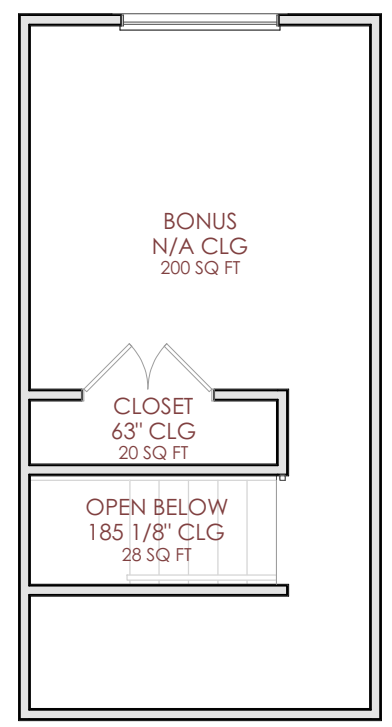 BONUS
N/A CLG
200 SQ FT
CLOSET
63" CLG
20 SQ FT
OPEN BELOW
185 1/8" CLG
28 SQ FT